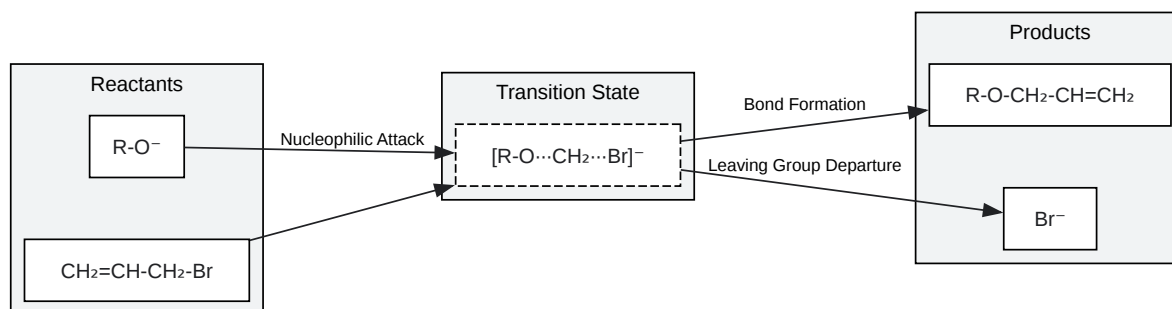 Reactants
R-O⁻
CH₂=CH-CH₂-Br
Nucleophilic Attack
Transition State
[R-O···CH₂···Br]⁻
Bond Formation
Leaving Group Departure
Products
R-O-CH₂-CH=CH₂
Br⁻